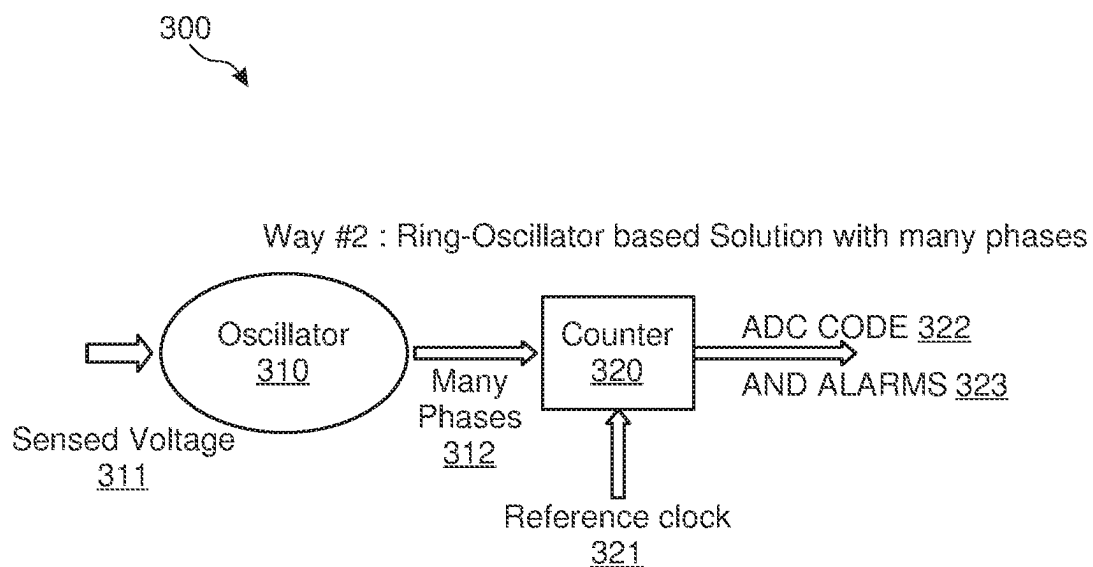 300
Way #2 : Ring-Oscillator based Solution with many phases
Oscillator
310
Counter
320
ADC CODE 322
AND ALARMS 323
Many
Phases
312
Sensed Voltage
311
Reference clock
321